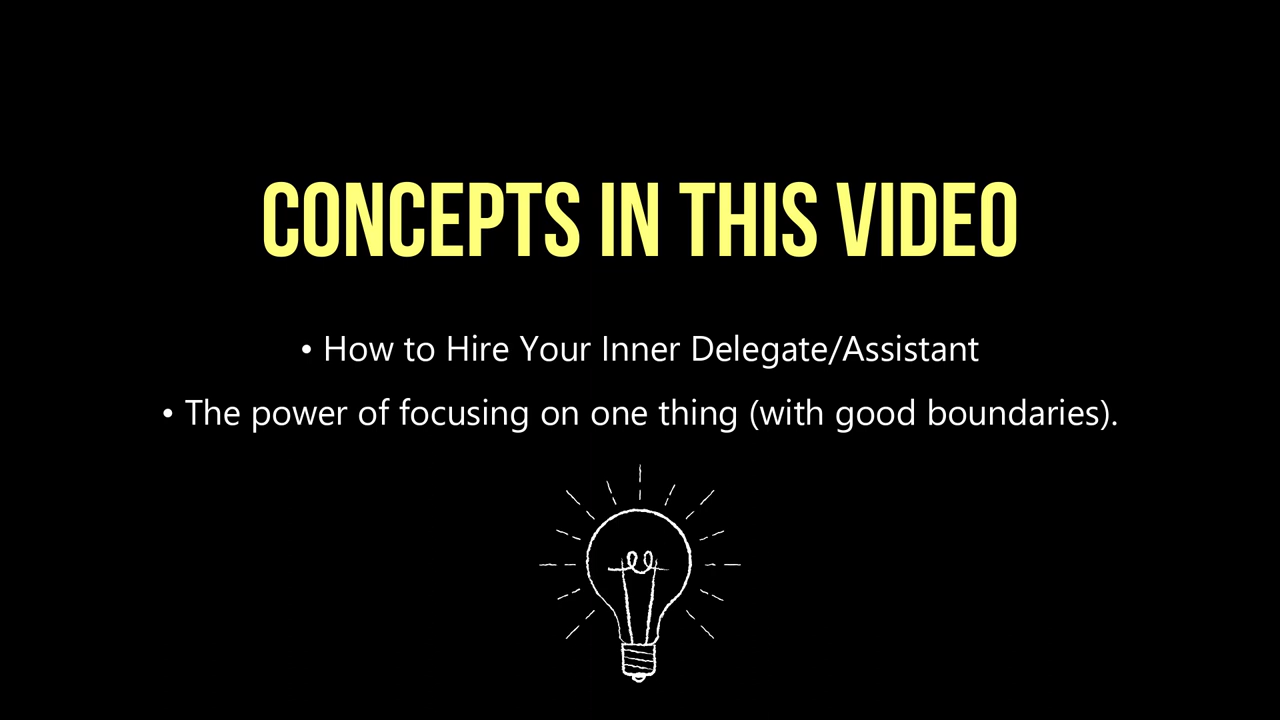 CONCEPTS IN THIS VIDEO
• How to Hire Your Inner Delegate/Assistant
• The power of focusing on one thing (with good boundaries).